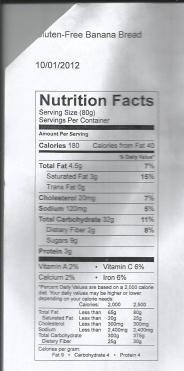 luten-Free Banana Bread
10/01/2012
Nutrition Facts
Serving Size (80g)
Servings Per Container
Amount Per Serving
Calories 180 Calories from Fat 40
% Daily Value*
Total Fat 4.5g 7%
Saturated Fat 3g 15%
Trans Fat 0g
Cholesterol 20mg 7%
Sodium 120mg 5%
Total Carbohydrate 32g 11%
Dietary Fiber 2g 8%
Sugars 9g
Protein 3g
Vitamin A 2% • Vitamin C 6%
Calcium 2% • Iron 6%
*Percent Daily Values are based on a 2,000 calorie
diet. Your daily values may be higher or lower
depending on your calorie needs:
Calories: 2,000 2,500
Total Fat Less than 65g 80g
Saturated Fat Less than 20g 25g
Cholesterol Less than 300mg 300mg
Sodium Less than 2,400mg 2,400mg
Total Carbohydrate 300g 375g
Dietary Fiber 25g 30g
Calories per gram:
Fat 9 • Carbohydrate 4 • Protein 4